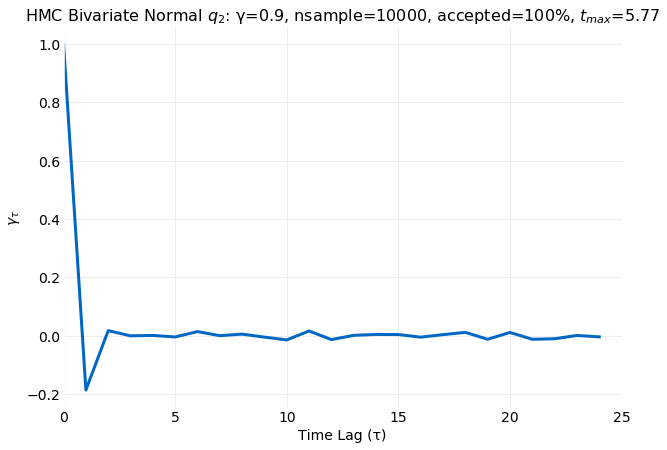 HMC Bivariate Normal q₂: γ=0.9, nsample=10000, accepted=100%, tₘₐₓ=5.77
1.0
0.8
0.6
0.4
0.2
0.0
−0.2
γτ
0 5 10 15 20 25
Time Lag (τ)